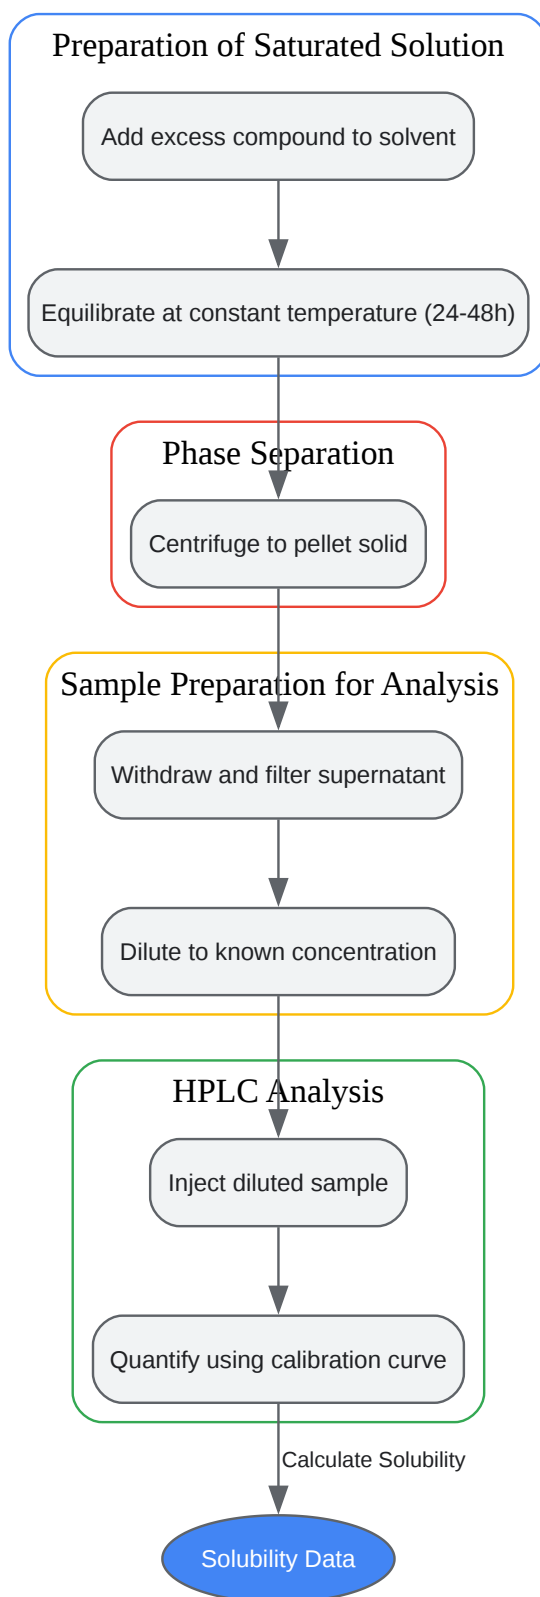 Preparation of Saturated Solution
Add excess compound to solvent
Equilibrate at constant temperature (24-48h)
Phase Separation
Centrifuge to pellet solid
Sample Preparation for Analysis
Withdraw and filter supernatant
Dilute to known concentration
HPLC Analysis
Inject diluted sample
Quantify using calibration curve
Calculate Solubility
Solubility Data